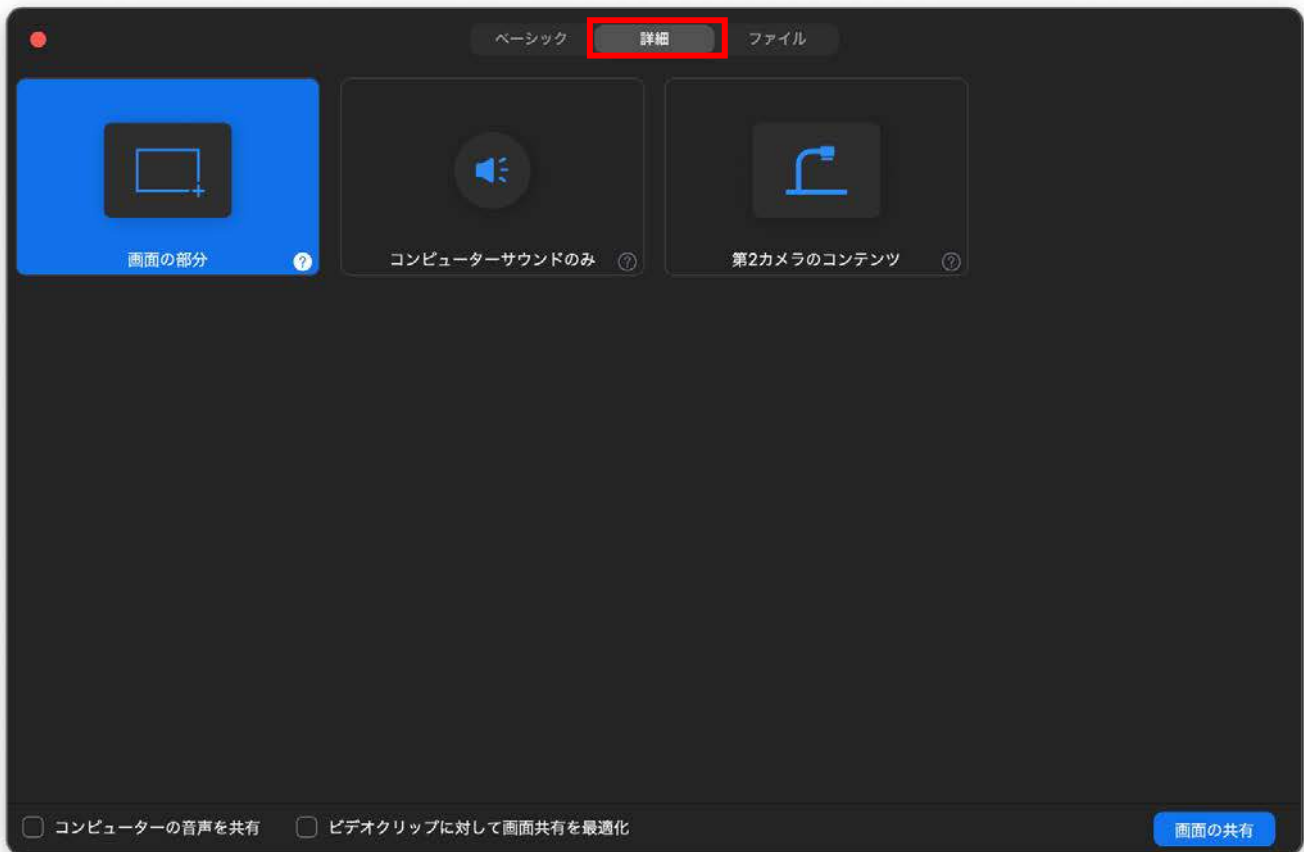 ベーシック 詳細 ファイル
画面の部分 ? コンピューターサウンドのみ ? 第2カメラのコンテンツ ?
コンピューターの音声を共有 ビデオクリップに対して画面共有を最適化 画面の共有